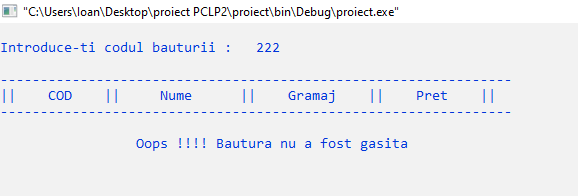 "C:\Users\Ioan\Desktop\proiect PCLP2\proiect\bin\Debug\proiect.exe"
Introduce-ti codul bauturii :   222
----------------------------------------------------------------
||    COD    ||     Nume      ||    Gramaj    ||    Pret    ||
----------------------------------------------------------------
Oops !!!! Bautura nu a fost gasita